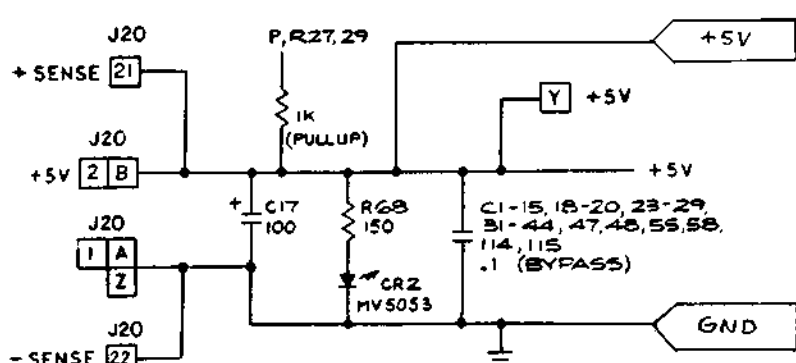 J20
+ SENSE 21
P, R27, 29
+5V
1K
(PULLUP)
Y +5V
J20
+5V 2 B
+5V
+ C17
100
R68
150
C1-15, 18-20, 23-29,
31-44, 47, 48, 55, 58,
114, 115
.1 (BYPASS)
J20
1 A
Z
CR2
MV5053
GND
J20
- SENSE 22